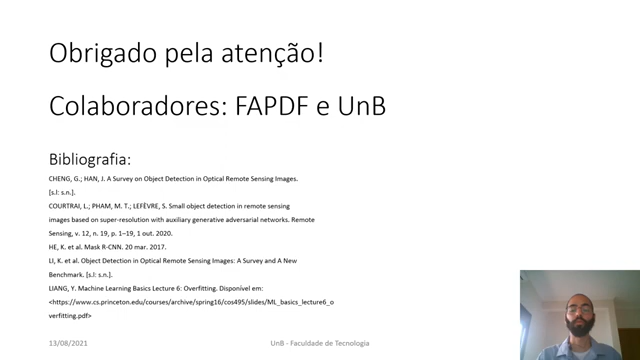 Obrigado pela atenção!
Colaboradores: FAPDF e UnB
Bibliografia:
CHENG, G.; HAN, J. A Survey on Object Detection in Optical Remote Sensing Images.
[s.l: s.n.].
COURTRAI, L.; PHAM, M. T.; LEFÈVRE, S. Small object detection in remote sensing
images based on super-resolution with auxiliary generative adversarial networks. Remote
Sensing, v. 12, n. 19, p. 1–19, 1 out. 2020.
HE, K. et al. Mask R-CNN. 20 mar. 2017.
LI, K. et al. Object Detection in Optical Remote Sensing Images: A Survey and A New
Benchmark. [s.l: s.n.].
LIANG, Y. Machine Learning Basics Lecture 6: Overfitting. Disponível em:
<https://www.cs.princeton.edu/courses/archive/spring16/cos495/slides/ML_basics_lecture6_o
verfitting.pdf>
13/08/2021
UnB - Faculdade de Tecnologia